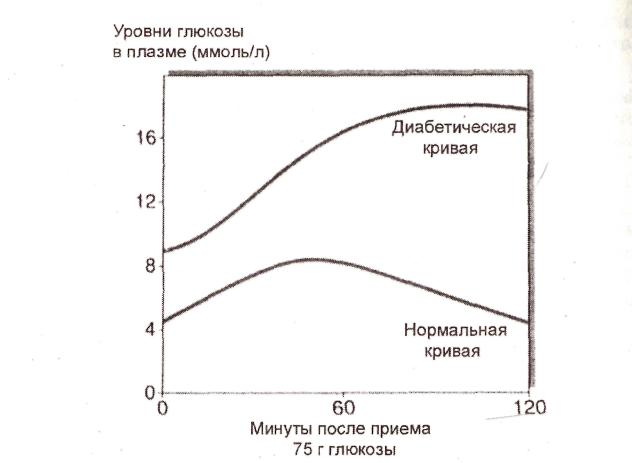 Уровни глюкозы
в плазме (ммоль/л)
16
12
8
4
0
Диабетическая
кривая
Нормальная
кривая
0
60
120
Минуты после приема
75 г глюкозы